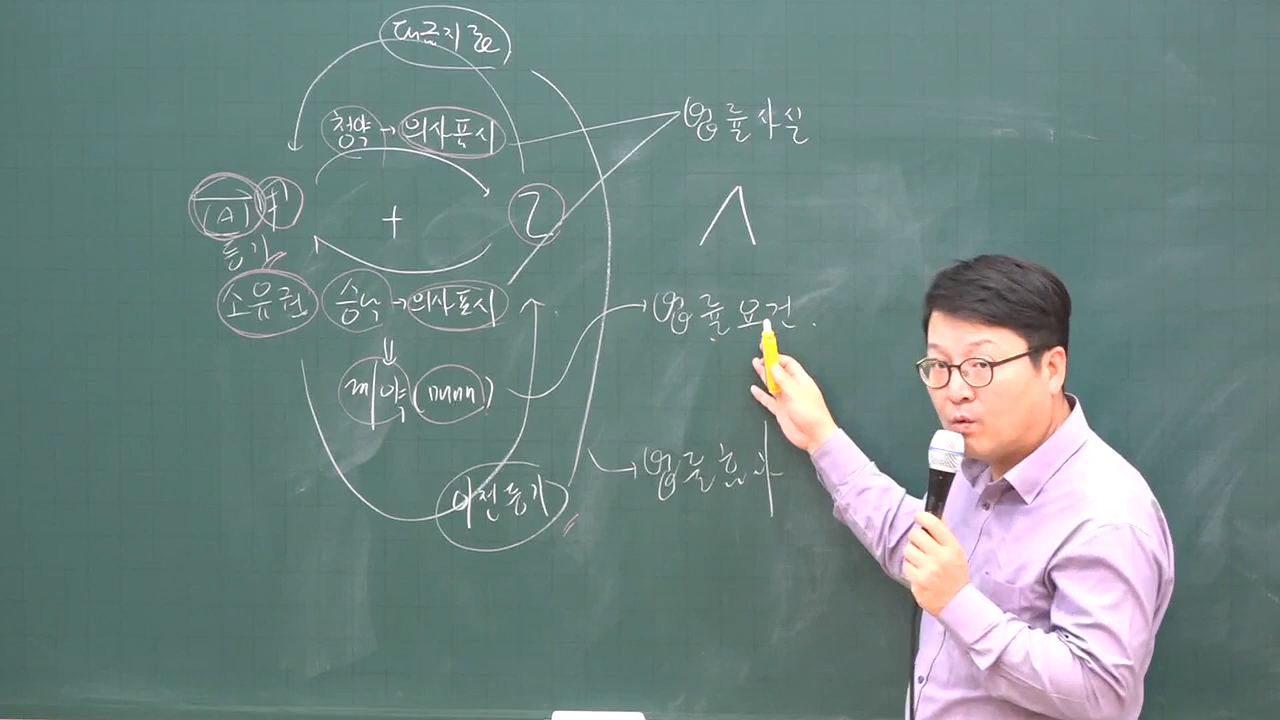 대금지급
청약 → 의사표시
법률사실
甲
+
乙
∧
등기
소유권
승낙 → 의사표시
법률요건.
계약(매매)
법률효과
이전등기